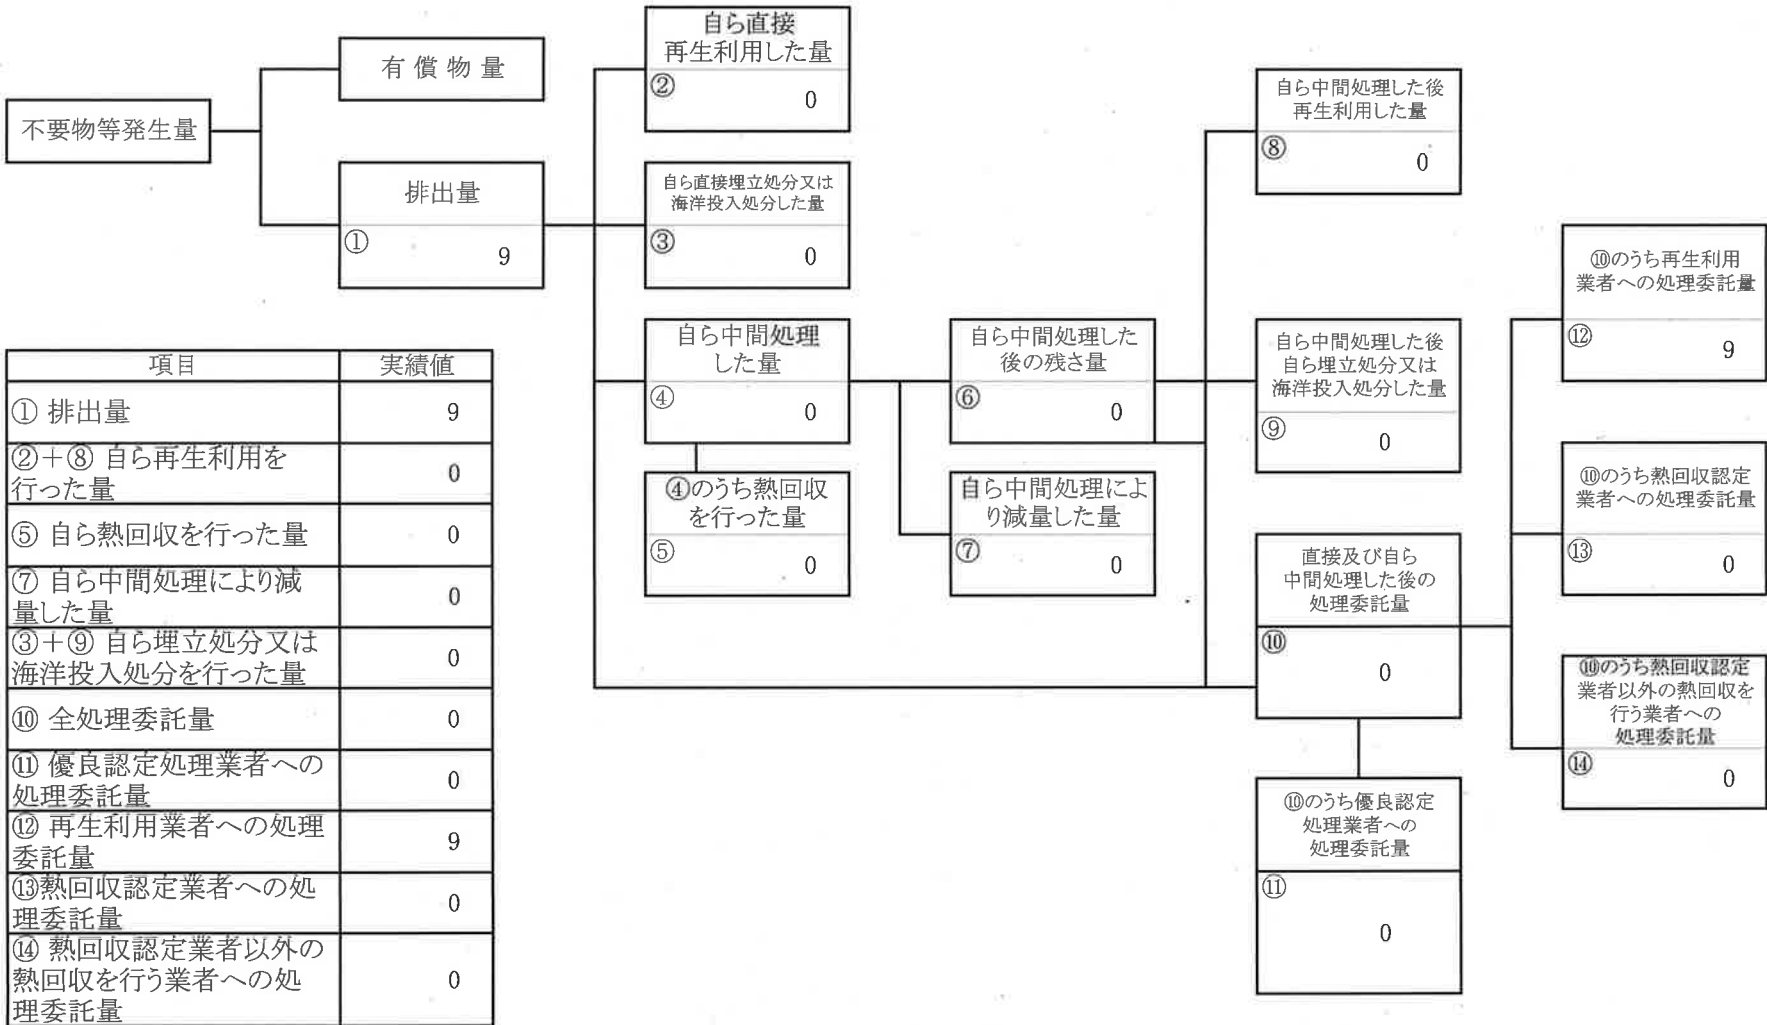 不要物等発生量
有償物量
排出量
①
9
自ら直接
再生利用した量
②
0
自ら直接埋立処分又は
海洋投入処分した量
③
0
自ら中間処理
した量
④
0
④のうち熱回収
を行った量
⑤
0
自ら中間処理した
後の残さ量
⑥
0
自ら中間処理によ
り減量した量
⑦
0
自ら中間処理した後
再生利用した量
⑧
0
自ら中間処理した後
自ら埋立処分又は
海洋投入処分した量
⑨
0
直接及び自ら
中間処理した後の
処理委託量
⑩
0
⑩のうち優良認定
処理業者への
処理委託量
⑪
0
⑩のうち再生利用
業者への処理委託量
⑫
9
⑩のうち熱回収認定
業者への処理委託量
⑬
0
⑩のうち熱回収認定
業者以外の熱回収を
行う業者への
処理委託量
⑭
0
項目 実績値
① 排出量 9
②+⑧ 自ら再生利用を
行った量 0
⑤ 自ら熱回収を行った量 0
⑦ 自ら中間処理により減
量した量 0
③+⑨ 自ら埋立処分又は
海洋投入処分を行った量 0
⑩ 全処理委託量 0
⑪ 優良認定処理業者への
処理委託量 0
⑫ 再生利用業者への処理
委託量 9
⑬熱回収認定業者への処
理委託量 0
⑭ 熱回収認定業者以外の
熱回収を行う業者への処
理委託量 0